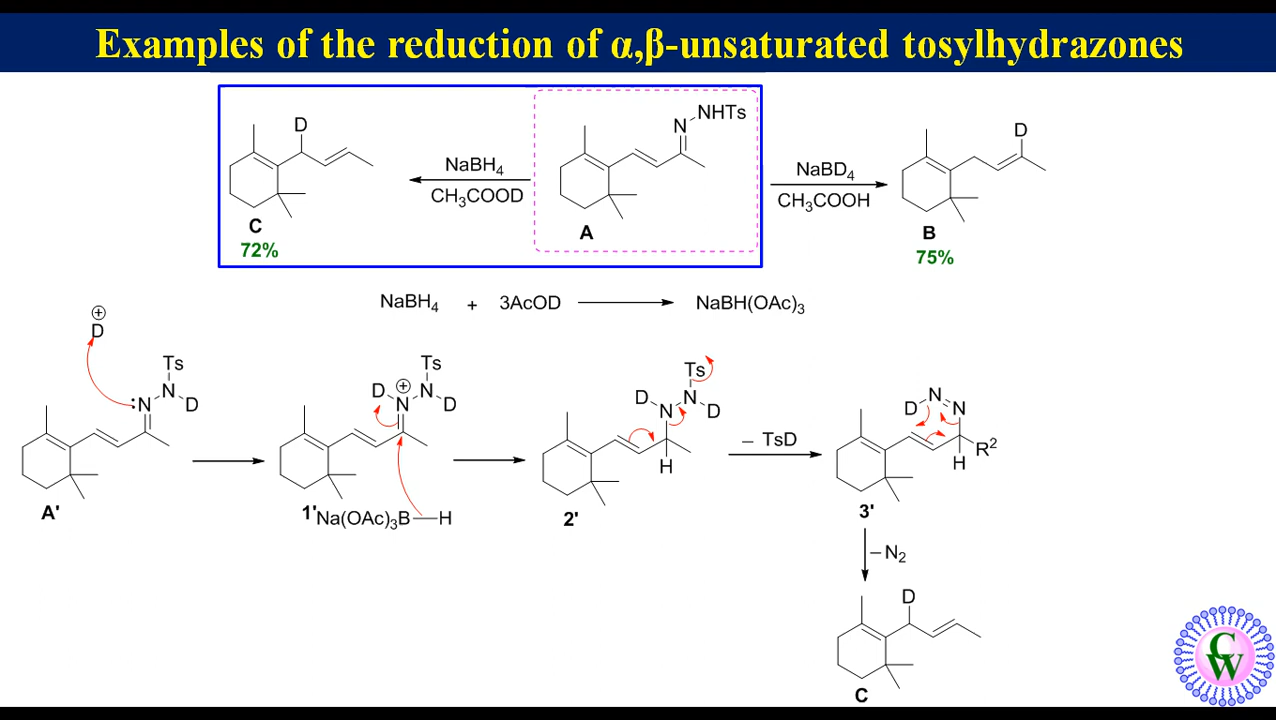 Examples of the reduction of α,β-unsaturated tosylhydrazones
D
C
72%
NaBH4
CH3COOD
N
NHTs
A
NaBD4
CH3COOH
D
B
75%
NaBH4 + 3AcOD NaBH(OAc)3
+
D
Ts
:N
N
D
A'
Ts
D
+
N
N
D
1'
Na(OAc)3B
H
Ts
D
N
N
D
H
2'
– TsD
N
D
N
H
R2
3'
–N2
D
C
CW